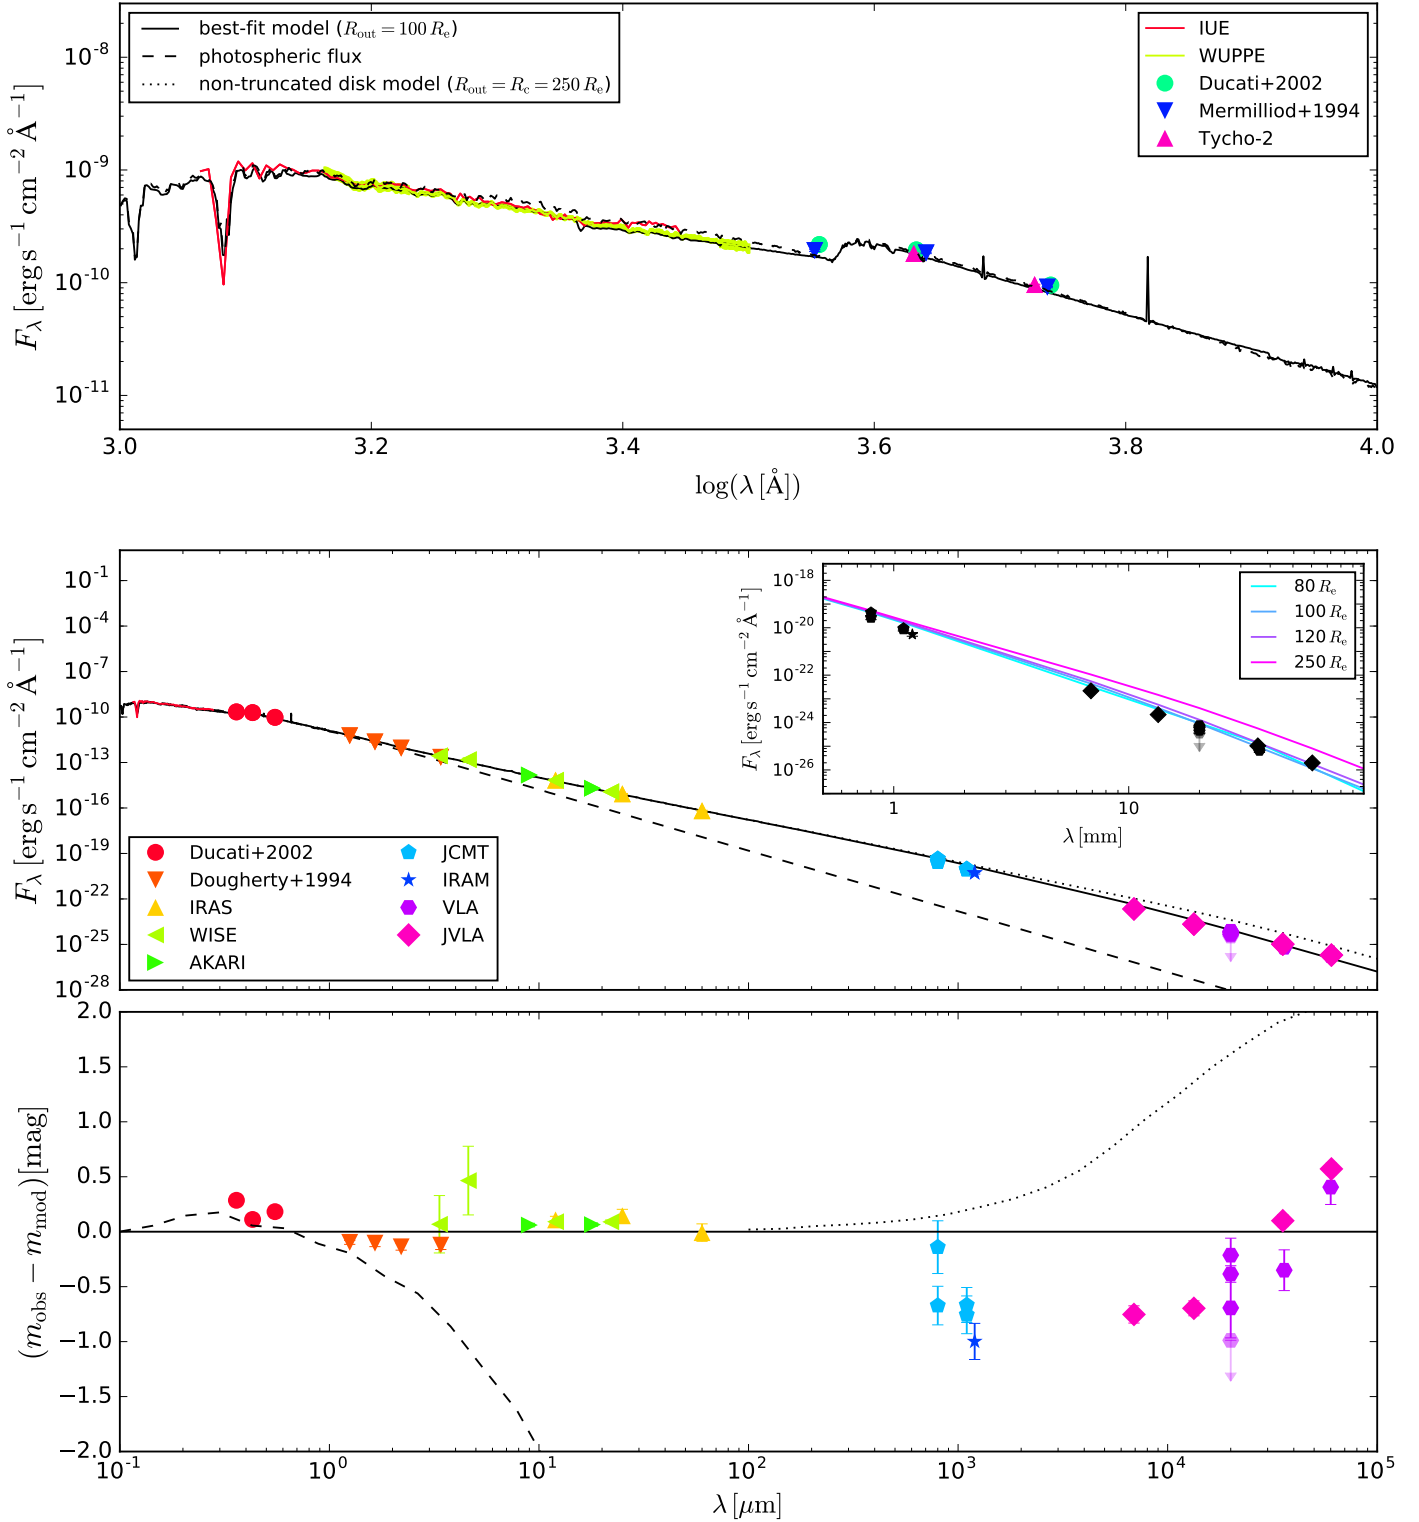 best-fit model (R_out = 100 R_e)
photospheric flux
non-truncated disk model (R_out = R_c = 250 R_e)
IUE
WUPPE
Ducati+2002
Mermilliod+1994
Tycho-2
10^-8
10^-9
10^-10
10^-11
F_λ [erg s^−1 cm^−2 Å^−1]
3.0 3.2 3.4 3.6 3.8 4.0
log(λ [Å])
10^-1
10^-4
10^-7
10^-10
10^-13
10^-16
10^-19
10^-22
10^-25
10^-28
F_λ [erg s^−1 cm^−2 Å^−1]
Ducati+2002
Dougherty+1994
IRAS
WISE
AKARI
JCMT
IRAM
VLA
JVLA
10^-18
10^-20
10^-22
10^-24
10^-26
F_λ [erg s^−1 cm^−2 Å^−1]
80 R_e
100 R_e
120 R_e
250 R_e
1 10
λ [mm]
2.0
1.5
1.0
0.5
0.0
−0.5
−1.0
−1.5
−2.0
(m_obs − m_mod) [mag]
10^-1 10^0 10^1 10^2 10^3 10^4 10^5
λ [μm]